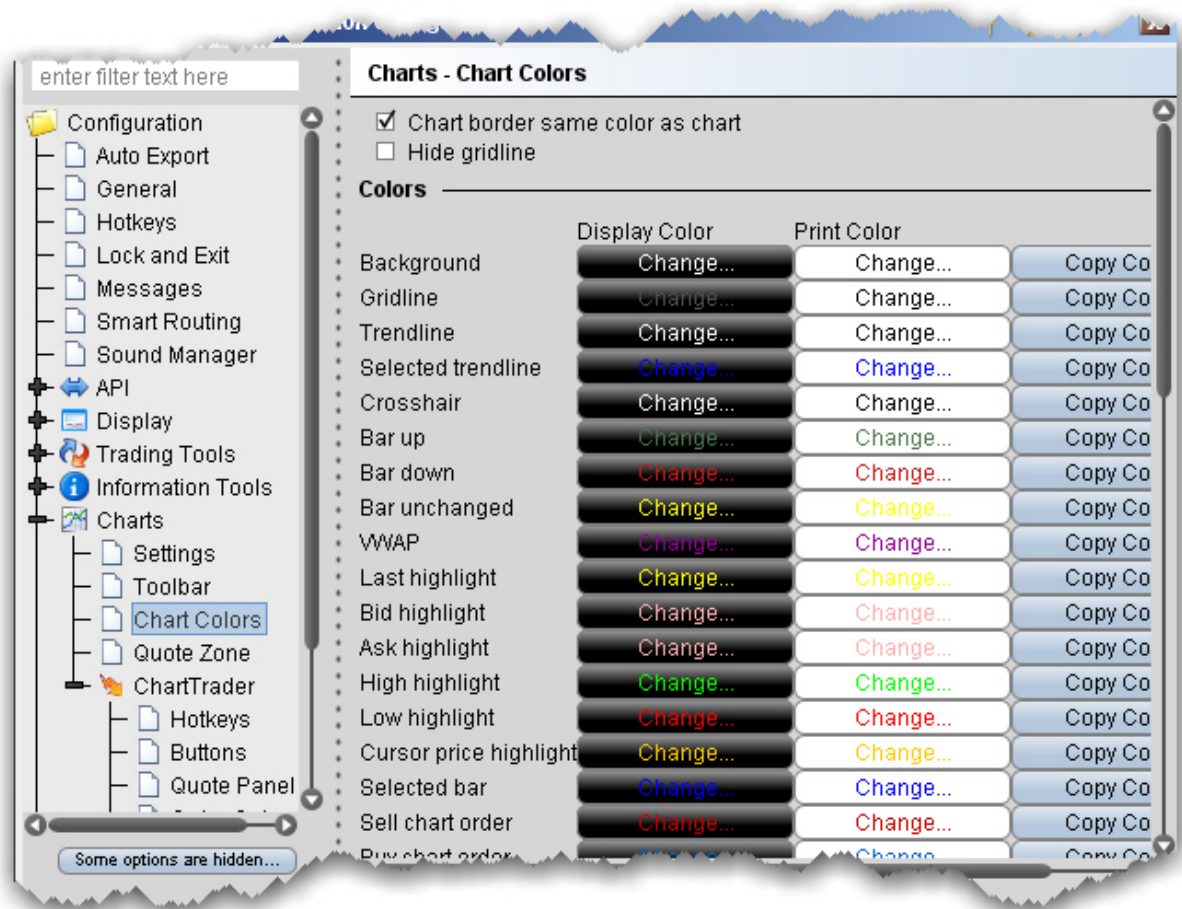 enter filter text here
Configuration
Auto Export
General
Hotkeys
Lock and Exit
Messages
Smart Routing
Sound Manager
API
Display
Trading Tools
Information Tools
Charts
Settings
Toolbar
Chart Colors
Quote Zone
ChartTrader
Hotkeys
Buttons
Quote Panel
Some options are hidden...
Charts - Chart Colors
Chart border same color as chart
Hide gridline
Colors
Display Color Print Color
Background Change... Change... Copy Co
Gridline Change... Change... Copy Co
Trendline Change... Change... Copy Co
Selected trendline Change... Change... Copy Co
Crosshair Change... Change... Copy Co
Bar up Change... Change... Copy Co
Bar down Change... Change... Copy Co
Bar unchanged Change... Change... Copy Co
VWAP Change... Change... Copy Co
Last highlight Change... Change... Copy Co
Bid highlight Change... Change... Copy Co
Ask highlight Change... Change... Copy Co
High highlight Change... Change... Copy Co
Low highlight Change... Change... Copy Co
Cursor price highlight Change... Change... Copy Co
Selected bar Change... Change... Copy Co
Sell chart order Change... Change... Copy Co
Buy chart order Change... Change... Copy Co